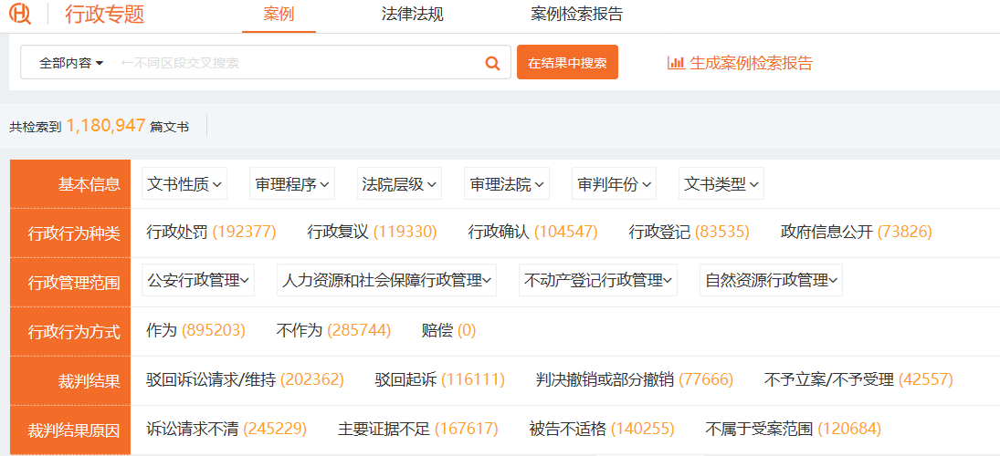 行政专题 案例 法律法规 案例检索报告
全部内容 ←不同区段交叉搜索 在结果中搜索 生成案例检索报告
共检索到 1,180,947 篇文书
基本信息 文书性质 审理程序 法院层级 审理法院 审判年份 文书类型
行政行为种类 行政处罚 (192377) 行政复议 (119330) 行政确认 (104547) 行政登记 (83535) 政府信息公开 (73826)
行政管理范围 公安行政管理 人力资源和社会保障行政管理 不动产登记行政管理 自然资源行政管理
行政行为方式 作为 (895203) 不作为 (285744) 赔偿 (0)
裁判结果 驳回诉讼请求/维持 (202362) 驳回起诉 (116111) 判决撤销或部分撤销 (77666) 不予立案/不予受理 (42557)
裁判结果原因 诉讼请求不清 (245229) 主要证据不足 (167617) 被告不适格 (140255) 不属于受案范围 (120684)